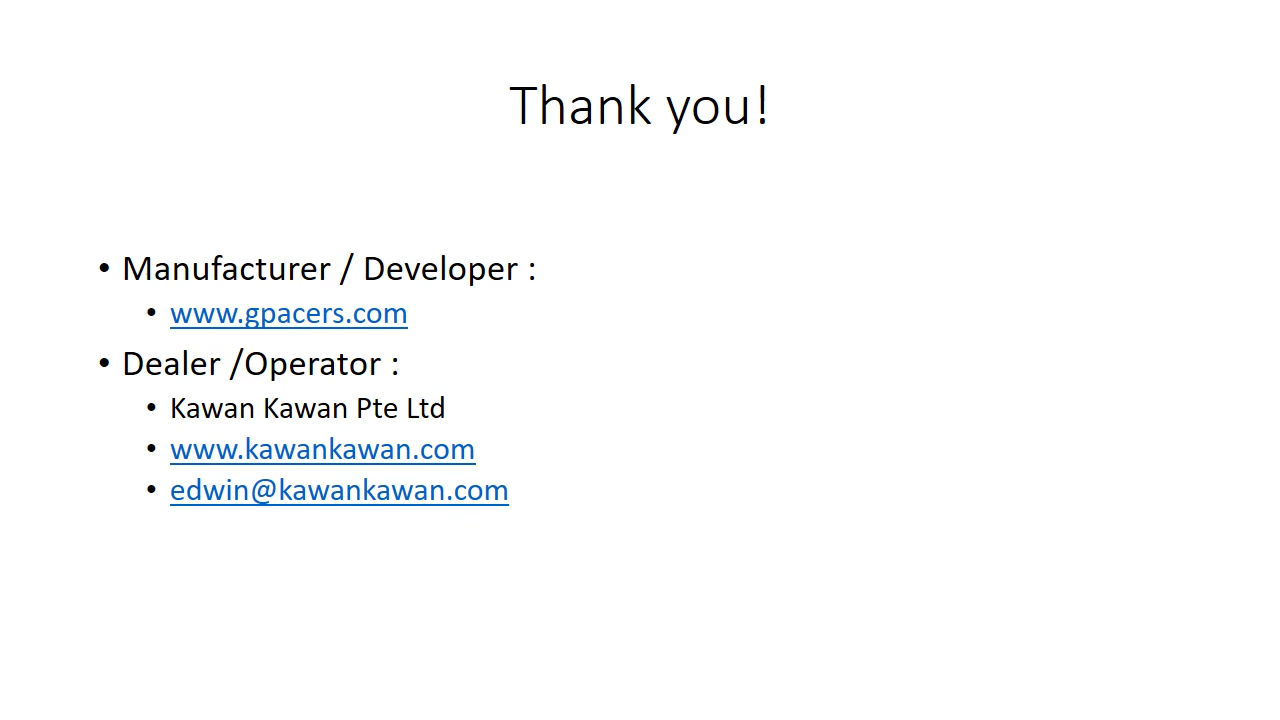 Thank you!
• Manufacturer / Developer :
• www.gpacers.com
• Dealer /Operator :
• Kawan Kawan Pte Ltd
• www.kawankawan.com
• edwin@kawankawan.com